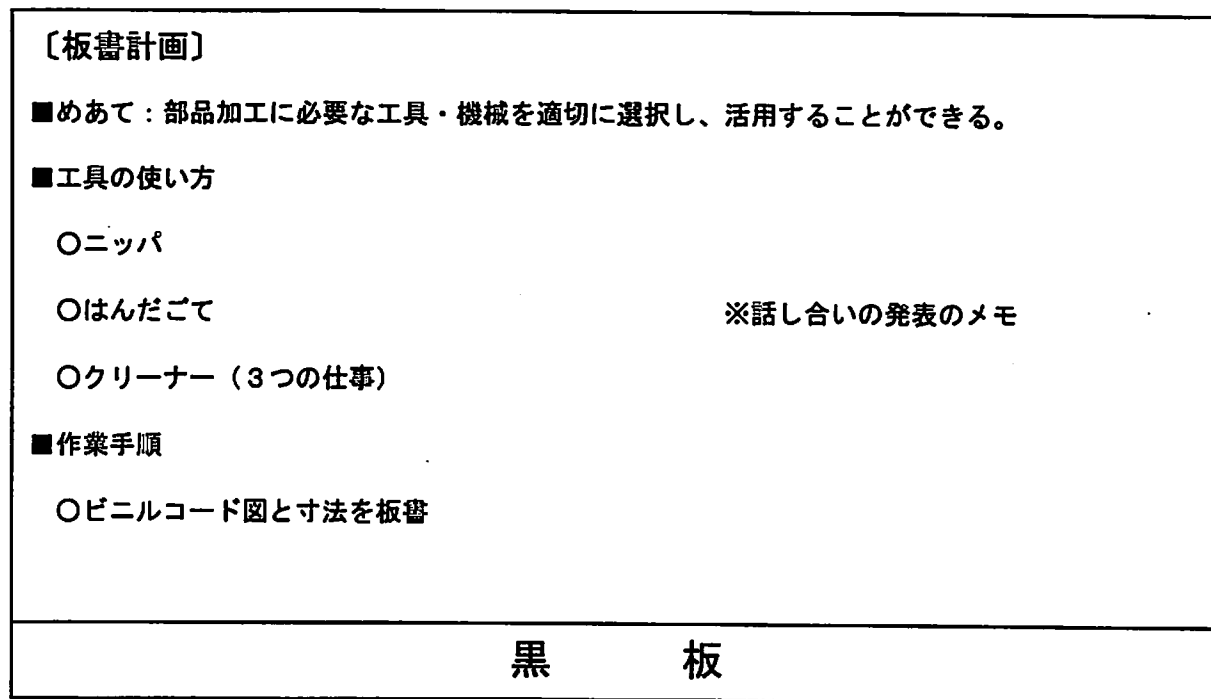 〔板書計画〕
■めあて：部品加工に必要な工具・機械を適切に選択し、活用することができる。
■工具の使い方
○ニッパ
○はんだごて
※話し合いの発表のメモ
○クリーナー（３つの仕事）
■作業手順
○ビニルコード図と寸法を板書
黒　板